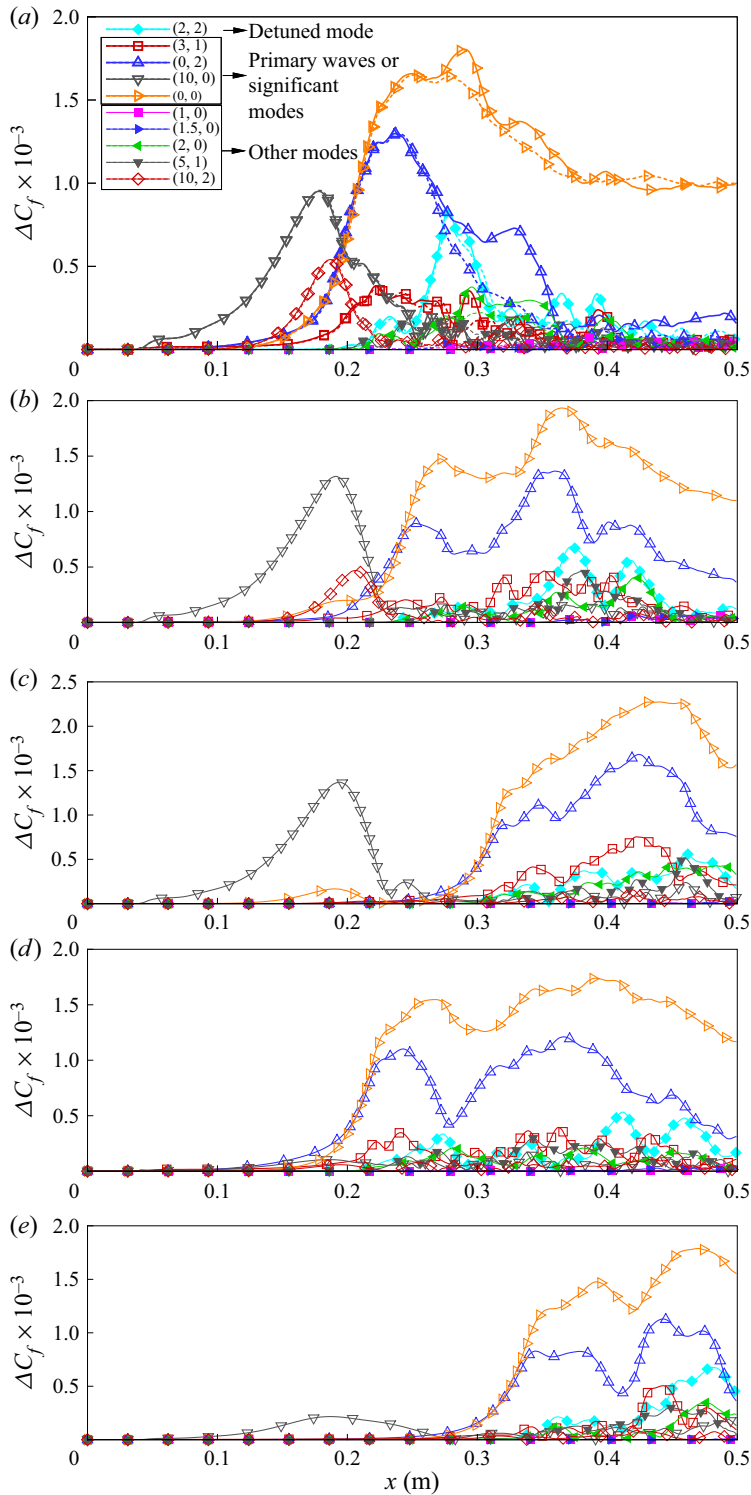 (a)
2.0
1.5
1.0
0.5
ΔC_f × 10⁻³
(2, 2) Detuned mode
(3, 1)
(0, 2)
(10, 0)
(0, 0)
Primary waves or
significant
modes
(1, 0)
(1.5, 0)
(2, 0)
(5, 1)
(10, 2)
Other modes
0 0.1 0.2 0.3 0.4 0.5
(b)
2.0
1.5
1.0
0.5
ΔC_f × 10⁻³
0 0.1 0.2 0.3 0.4 0.5
(c)
2.5
2.0
1.5
1.0
0.5
ΔC_f × 10⁻³
0 0.1 0.2 0.3 0.4 0.5
(d)
2.0
1.5
1.0
0.5
ΔC_f × 10⁻³
0 0.1 0.2 0.3 0.4 0.5
(e)
2.0
1.5
1.0
0.5
ΔC_f × 10⁻³
0 0.1 0.2 0.3 0.4 0.5
x (m)